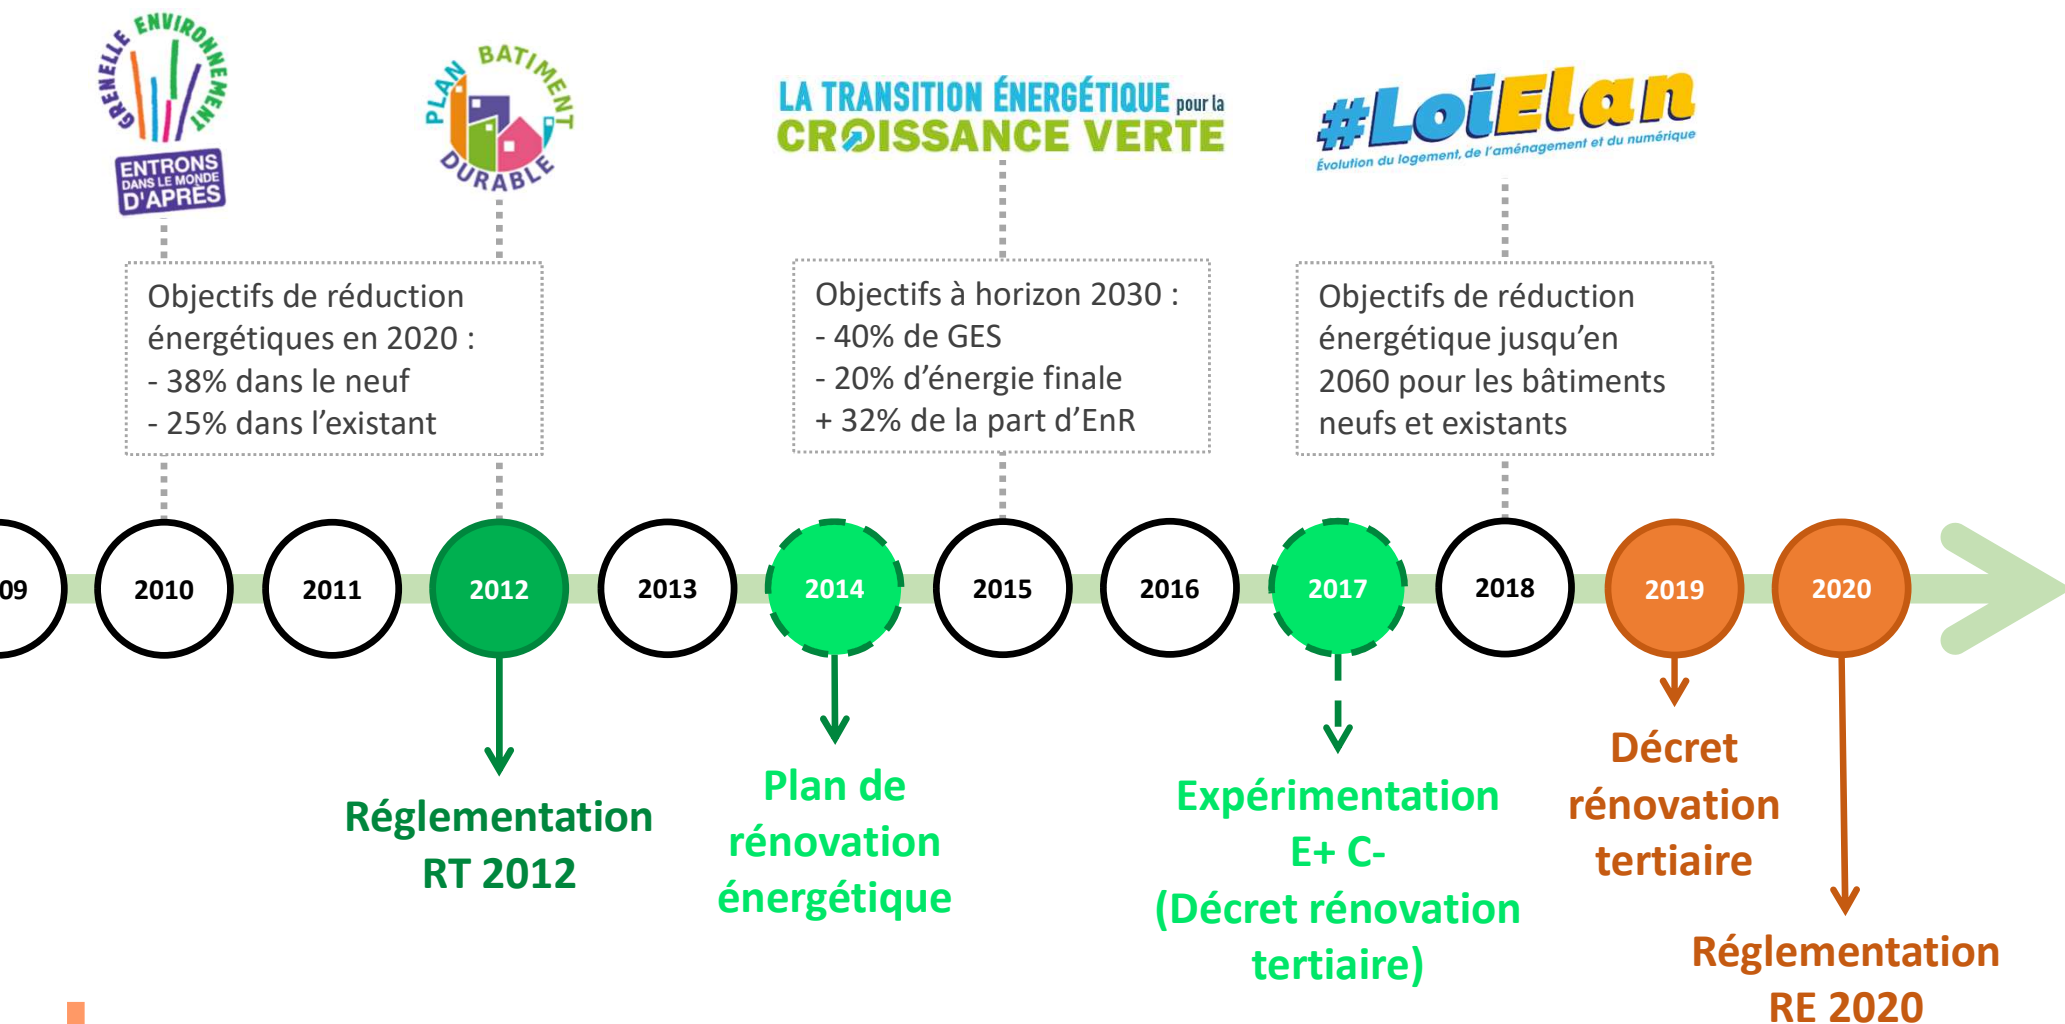 GRENELLE ENVIRONNEMENT
ENTRONS
DANS LE MONDE
D'APRÈS
PLAN BATIMENT
DURABLE
LA TRANSITION ÉNERGÉTIQUE pour la
CROISSANCE VERTE
#LoiElan
Évolution du logement, de l'aménagement et du numérique
Objectifs de réduction
énergétiques en 2020 :
- 38% dans le neuf
- 25% dans l'existant
Objectifs à horizon 2030 :
- 40% de GES
- 20% d'énergie finale
+ 32% de la part d'EnR
Objectifs de réduction
énergétique jusqu'en
2060 pour les bâtiments
neufs et existants
09
2010
2011
2012
2013
2014
2015
2016
2017
2018
2019
2020
Réglementation
RT 2012
Plan de
rénovation
énergétique
Expérimentation
E+ C-
(Décret rénovation
tertiaire)
Décret
rénovation
tertiaire
Réglementation
RE 2020